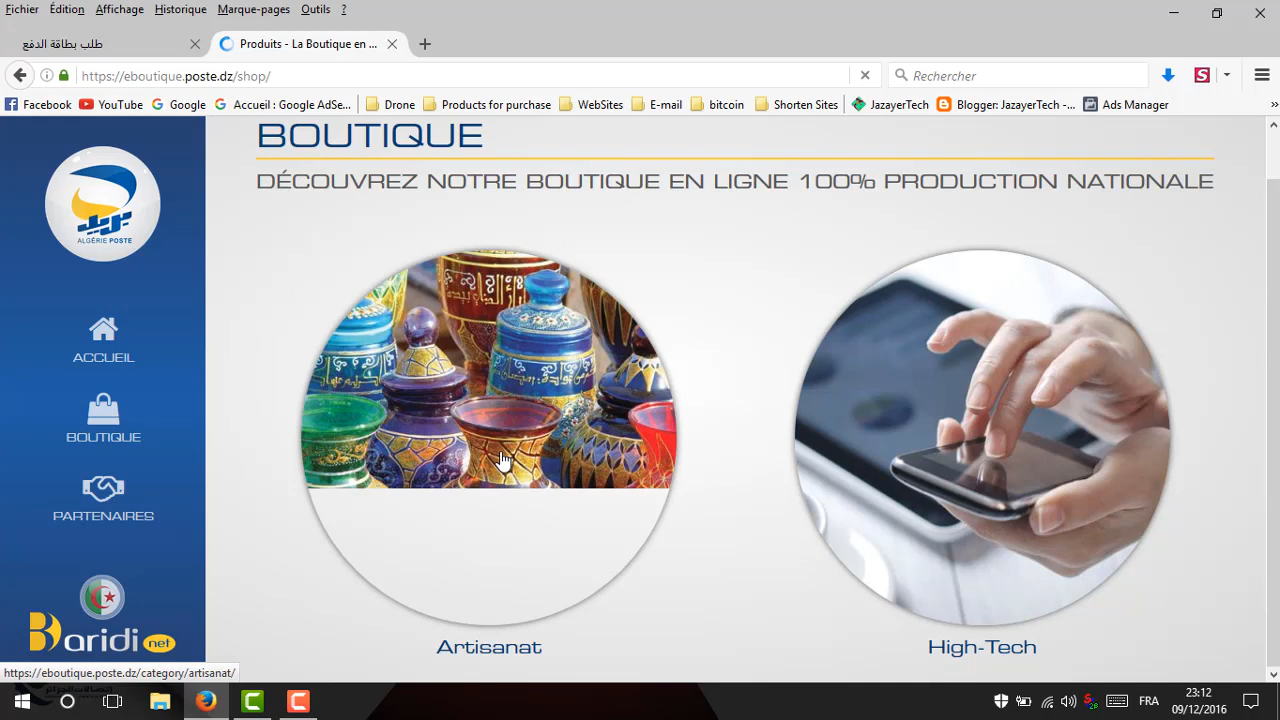 Fichier Édition Affichage Historique Marque-pages Outils ?
طلب بطاقة الدفع
Produits - La Boutique en ...
https://eboutique.poste.dz/shop/
Rechercher
Facebook YouTube Google Accueil : Google AdSe... Drone Products for purchase WebSites E-mail bitcoin Shorten Sites JazayerTech Blogger: JazayerTech -... Ads Manager
BOUTIQUE
DÉCOUVREZ NOTRE BOUTIQUE EN LIGNE 100% PRODUCTION NATIONALE
بريد
ALGÉRIE POSTE
ACCUEIL
BOUTIQUE
PARTENAIRES
Baridi net
Artisanat
High-Tech
https://eboutique.poste.dz/category/artisanat/
FRA
23:12
09/12/2016